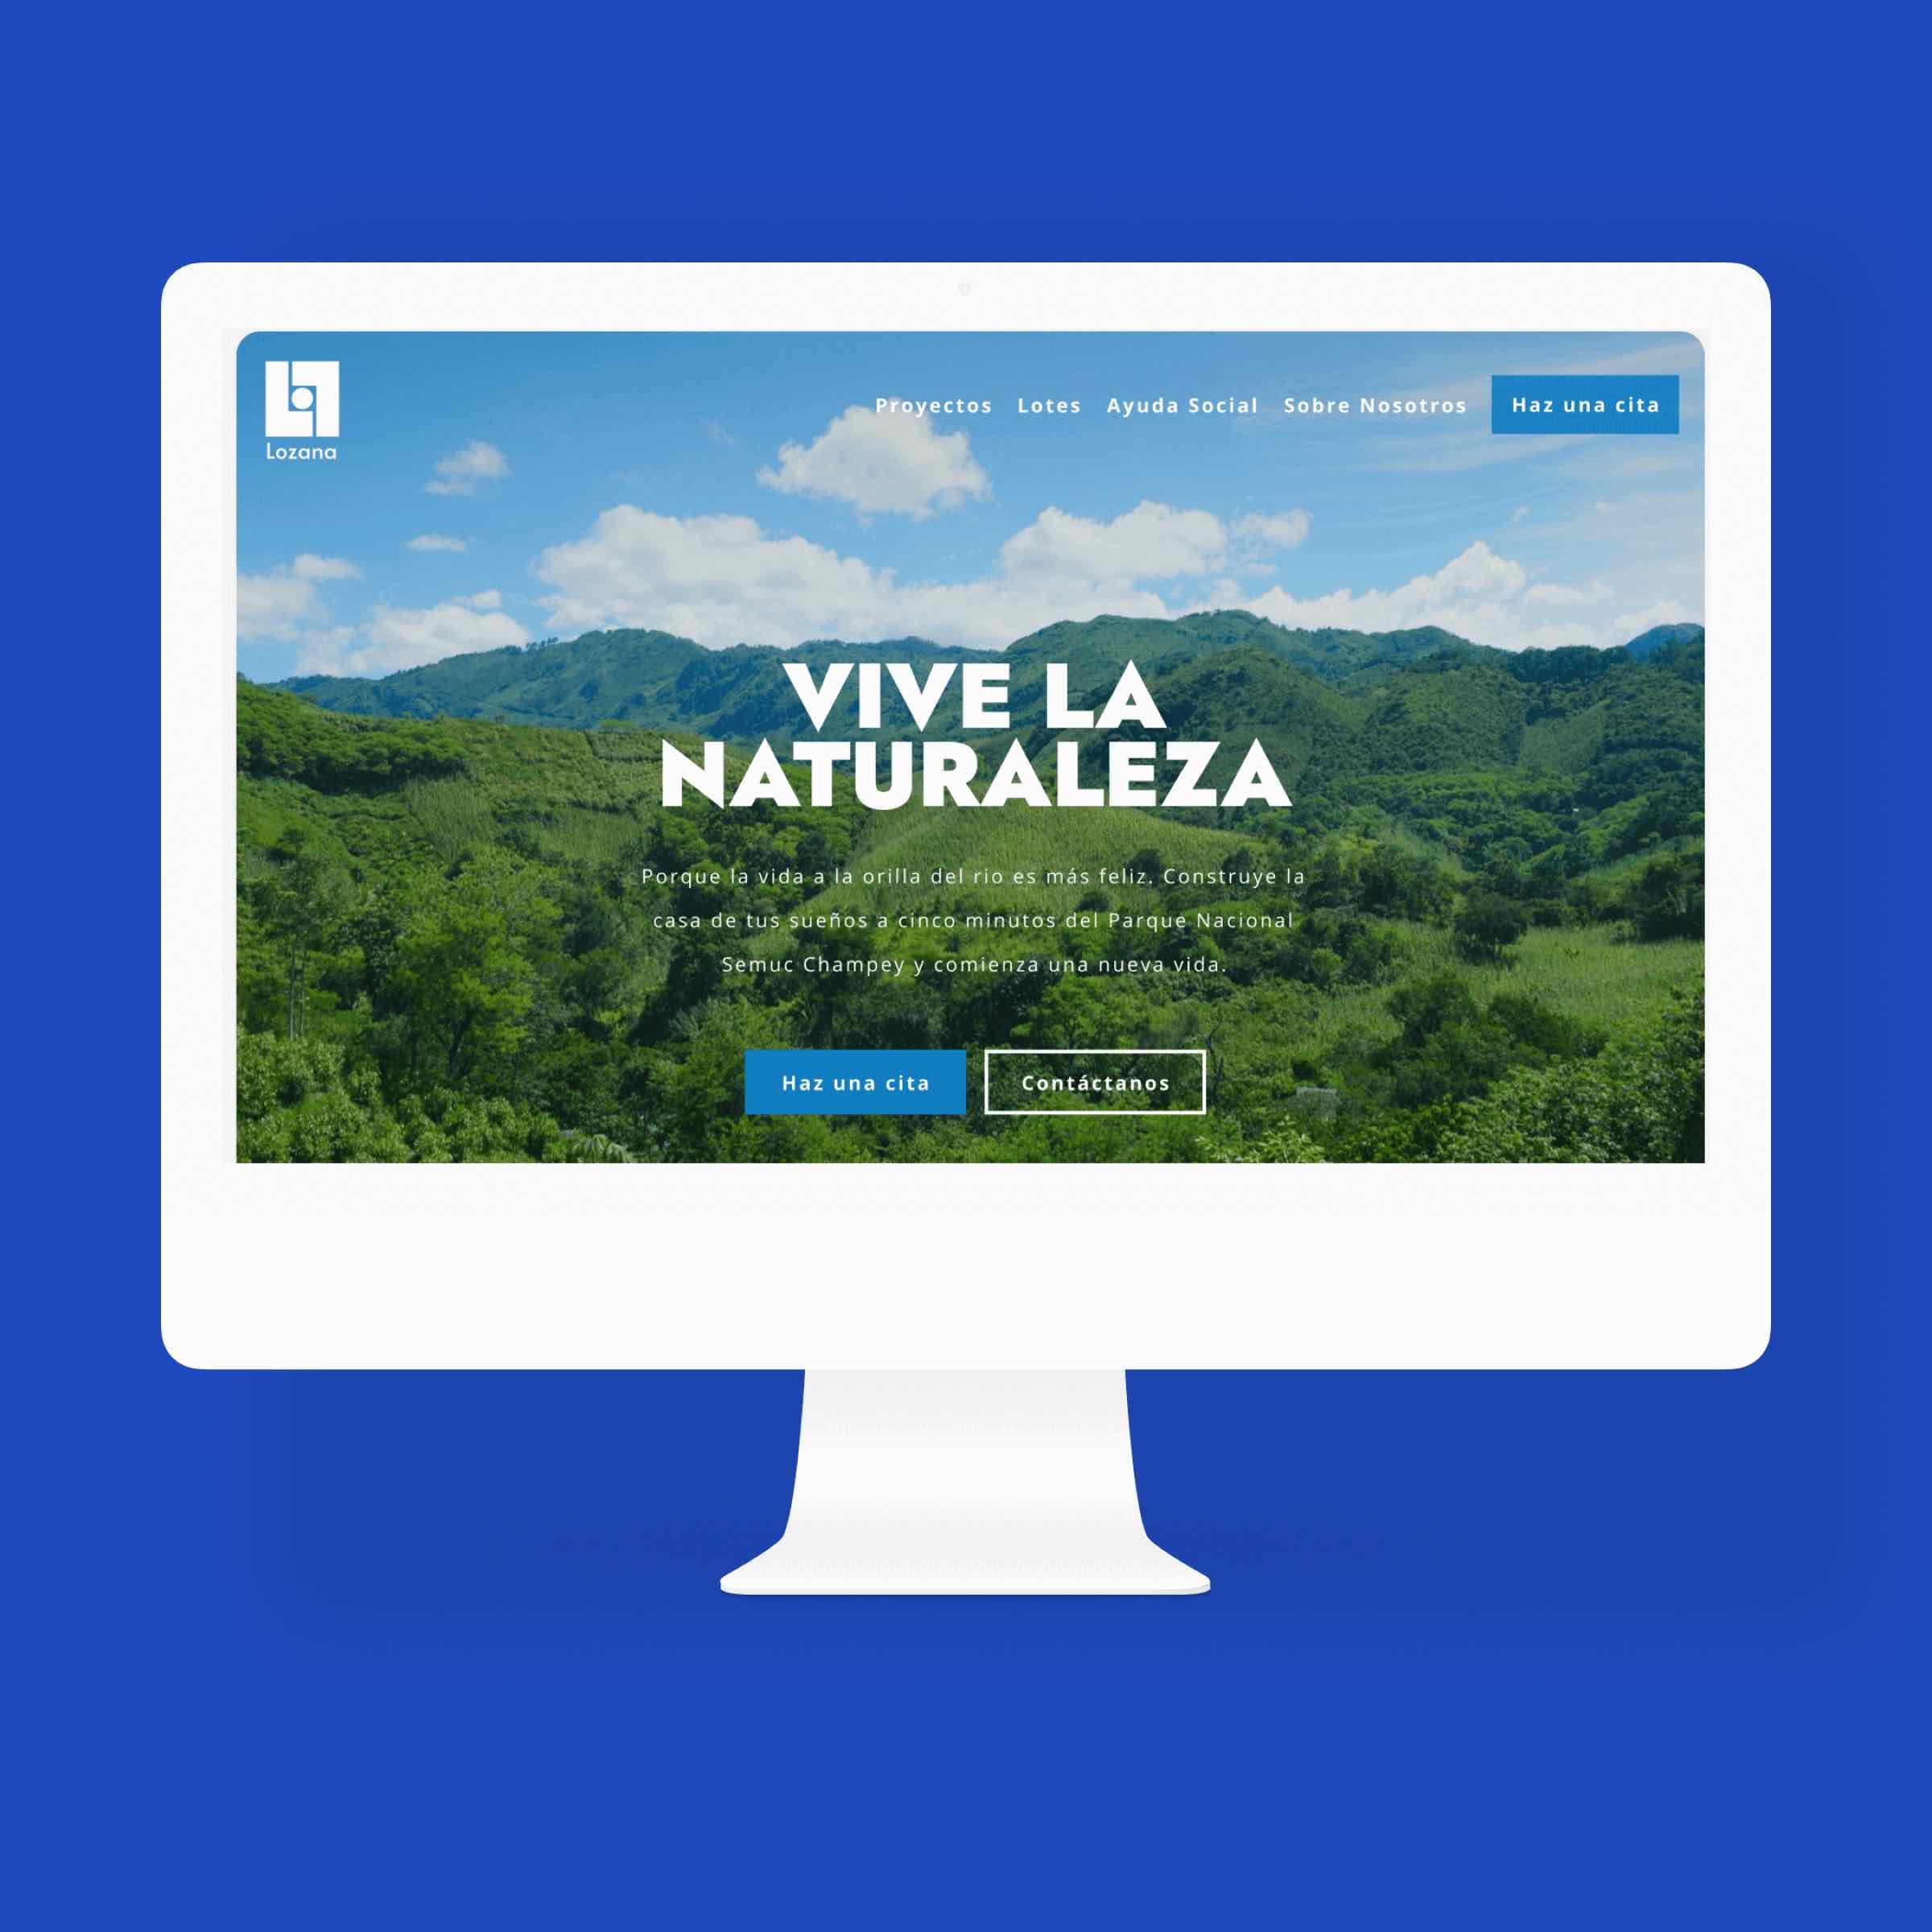 Lozana
Proyectos Lotes Ayuda Social Sobre Nosotros Haz una cita
VIVE LA
NATURALEZA
Porque la vida a la orilla del rio es más feliz. Construye la
casa de tus sueños a cinco minutos del Parque Nacional
Semuc Champey y comienza una nueva vida.
Haz una cita Contáctanos